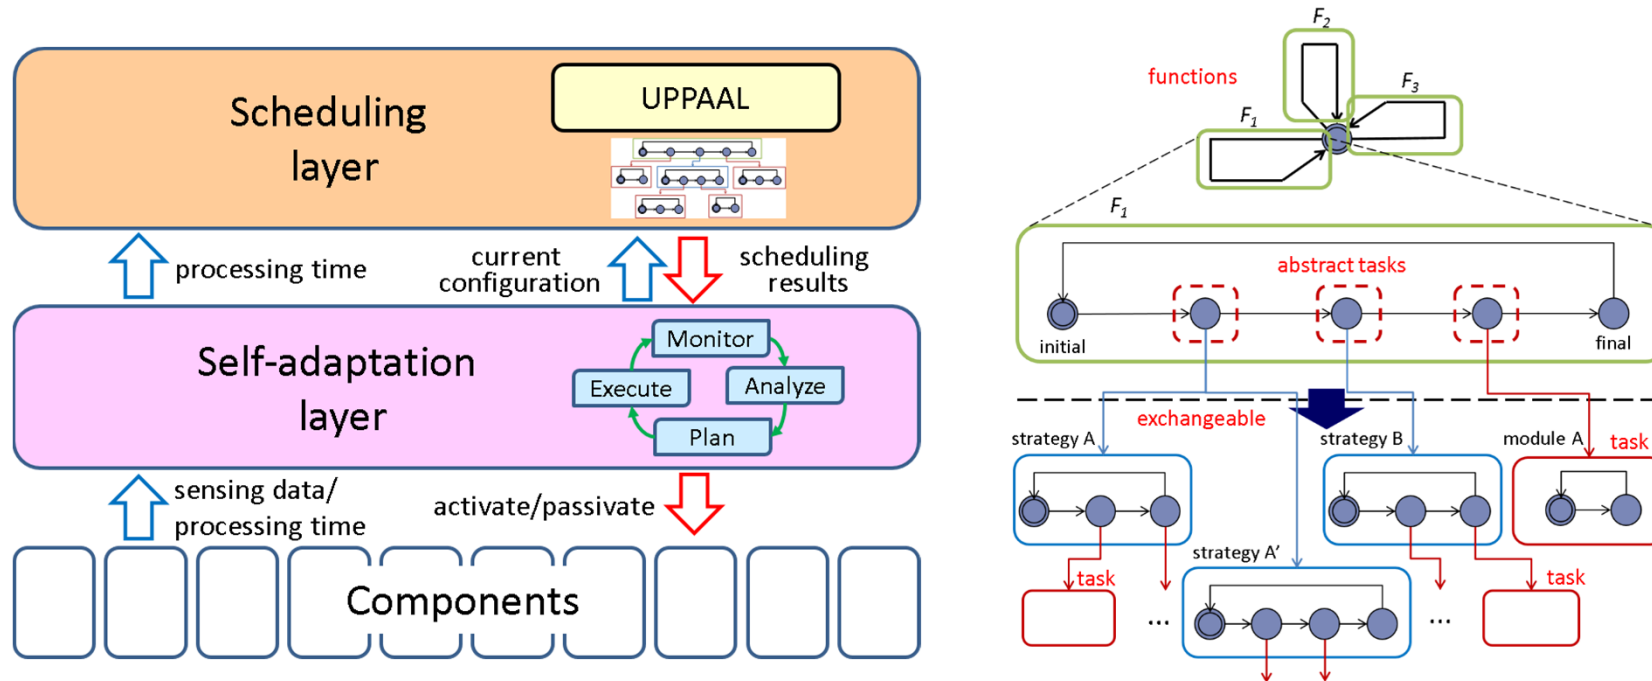 Scheduling
layer
UPPAAL
processing time
current
configuration
scheduling
results
Self-adaptation
layer
Monitor
Execute
Analyze
Plan
sensing data/
processing time
activate/passivate
Components
F2
functions
F3
F1
F1
abstract tasks
initial
final
exchangeable
strategy A
strategy B
module A
task
strategy A’
task
task
...
...